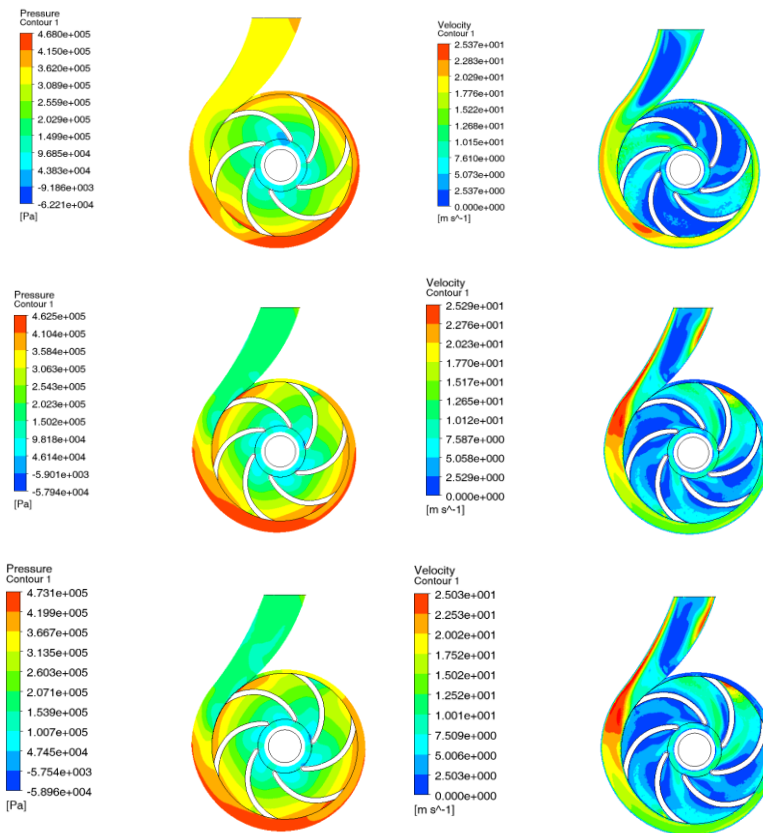 Pressure
Contour 1
4.680e+005
4.150e+005
3.620e+005
3.089e+005
2.559e+005
2.029e+005
1.499e+005
9.685e+004
4.383e+004
-9.186e+003
-6.221e+004
[Pa]
Velocity
Contour 1
2.537e+001
2.283e+001
2.029e+001
1.776e+001
1.522e+001
1.268e+001
1.015e+001
7.610e+000
5.073e+000
2.537e+000
0.000e+000
[m s^-1]
Pressure
Contour 1
4.625e+005
4.104e+005
3.584e+005
3.063e+005
2.543e+005
2.023e+005
1.502e+005
9.818e+004
4.614e+004
-5.901e+003
-5.794e+004
[Pa]
Velocity
Contour 1
2.529e+001
2.276e+001
2.023e+001
1.770e+001
1.517e+001
1.265e+001
1.012e+001
7.587e+000
5.058e+000
2.529e+000
0.000e+000
[m s^-1]
Pressure
Contour 1
4.731e+005
4.199e+005
3.667e+005
3.135e+005
2.603e+005
2.071e+005
1.539e+005
1.007e+005
4.745e+004
-5.754e+003
-5.896e+004
[Pa]
Velocity
Contour 1
2.503e+001
2.253e+001
2.002e+001
1.752e+001
1.502e+001
1.252e+001
1.001e+001
7.509e+000
5.006e+000
2.503e+000
0.000e+000
[m s^-1]